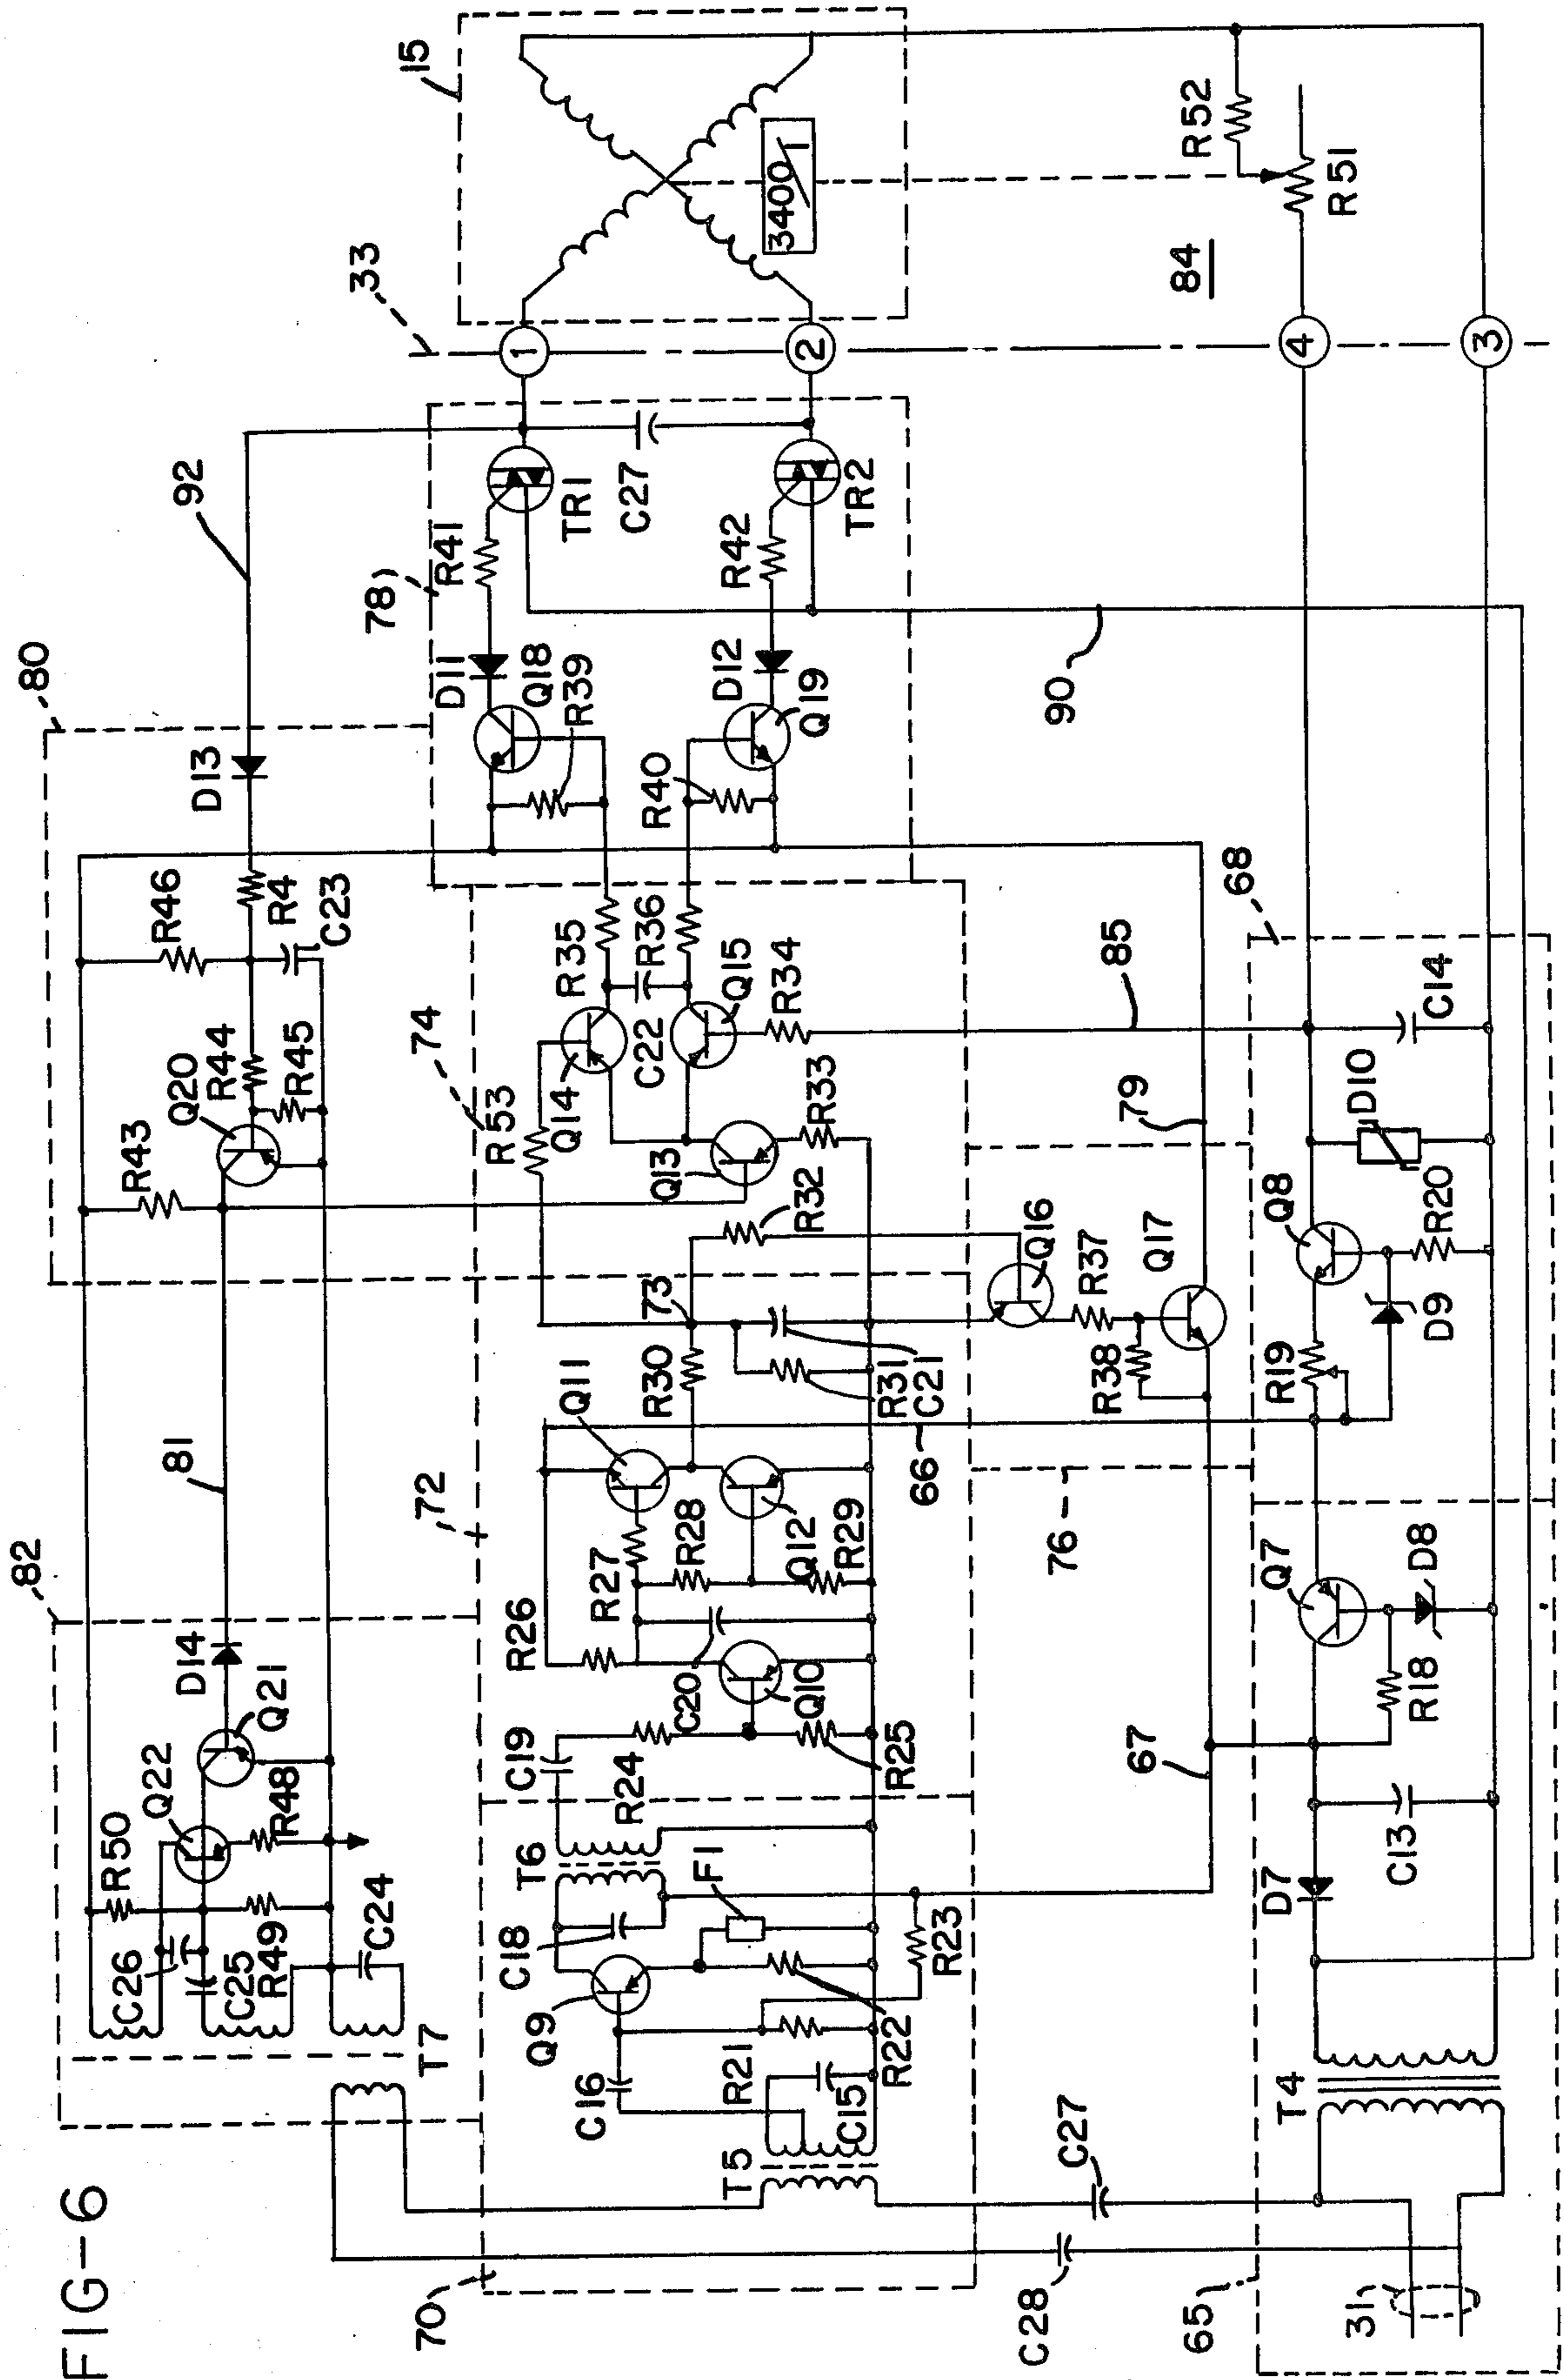 FIG-6
82
81
80
92
33
15
R50
Q22
D14
Q21
R48
C26
C25
R49
C24
T7
R43
Q20
R44
R45
R46
R4
C23
D13
72
74
78
R41
D11
Q18
R39
TR1
C27
R42
D12
Q19
R40
TR2
1
2
3400/1
R52
R51
84
4
3
70
T6
C18
F1
Q9
C16
R21
C15
R22
R23
T5
C19
R24
C20
Q10
R25
R26
R27
R28
Q12
R29
Q11
R30
73
R31
C21
66
R32
R53
Q14
Q13
R33
C22
R35
R36
Q15
R34
85
79
90
Q16
R37
R38
Q17
76
67
68
C28
C27
65
31
T4
D7
C13
R18
Q7
D8
R19
D9
Q8
R20
D10
C14